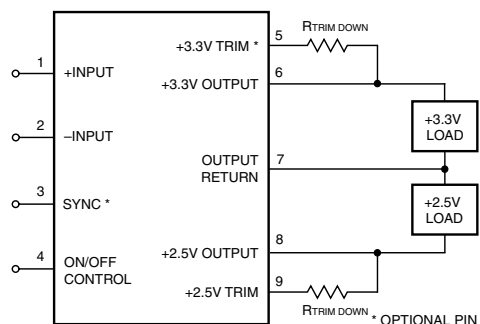 RTRIM DOWN
5
+3.3V TRIM *
1
+INPUT
6
+3.3V OUTPUT
+3.3V
LOAD
2
–INPUT
7
OUTPUT
RETURN
+2.5V
LOAD
3
SYNC *
8
+2.5V OUTPUT
4
ON/OFF
CONTROL
9
+2.5V TRIM
RTRIM DOWN
* OPTIONAL PIN